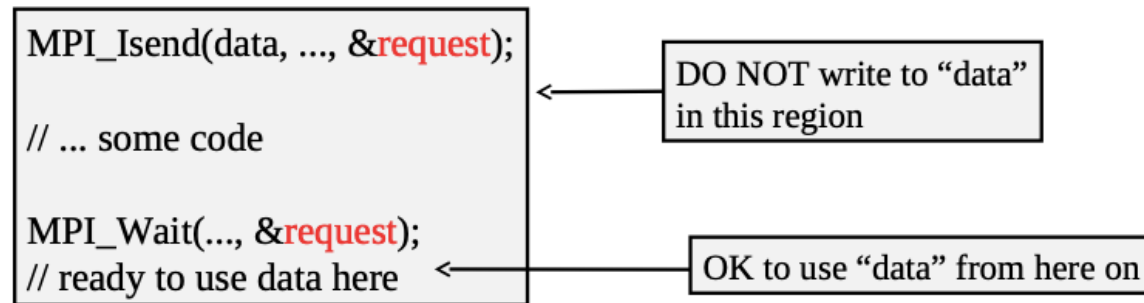 MPI_Isend(data, ..., &request);
DO NOT write to “data”
in this region
// ... some code
MPI_Wait(..., &request);
// ready to use data here
OK to use “data” from here on